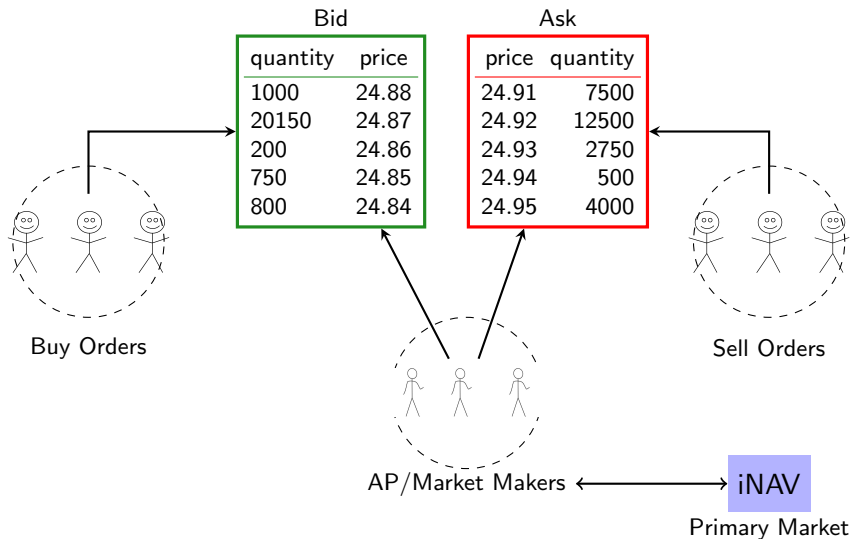 Bid
Ask
quantity price
1000 24.88
20150 24.87
200 24.86
750 24.85
800 24.84
price quantity
24.91 7500
24.92 12500
24.93 2750
24.94 500
24.95 4000
Buy Orders
Sell Orders
AP/Market Makers
iNAV
Primary Market